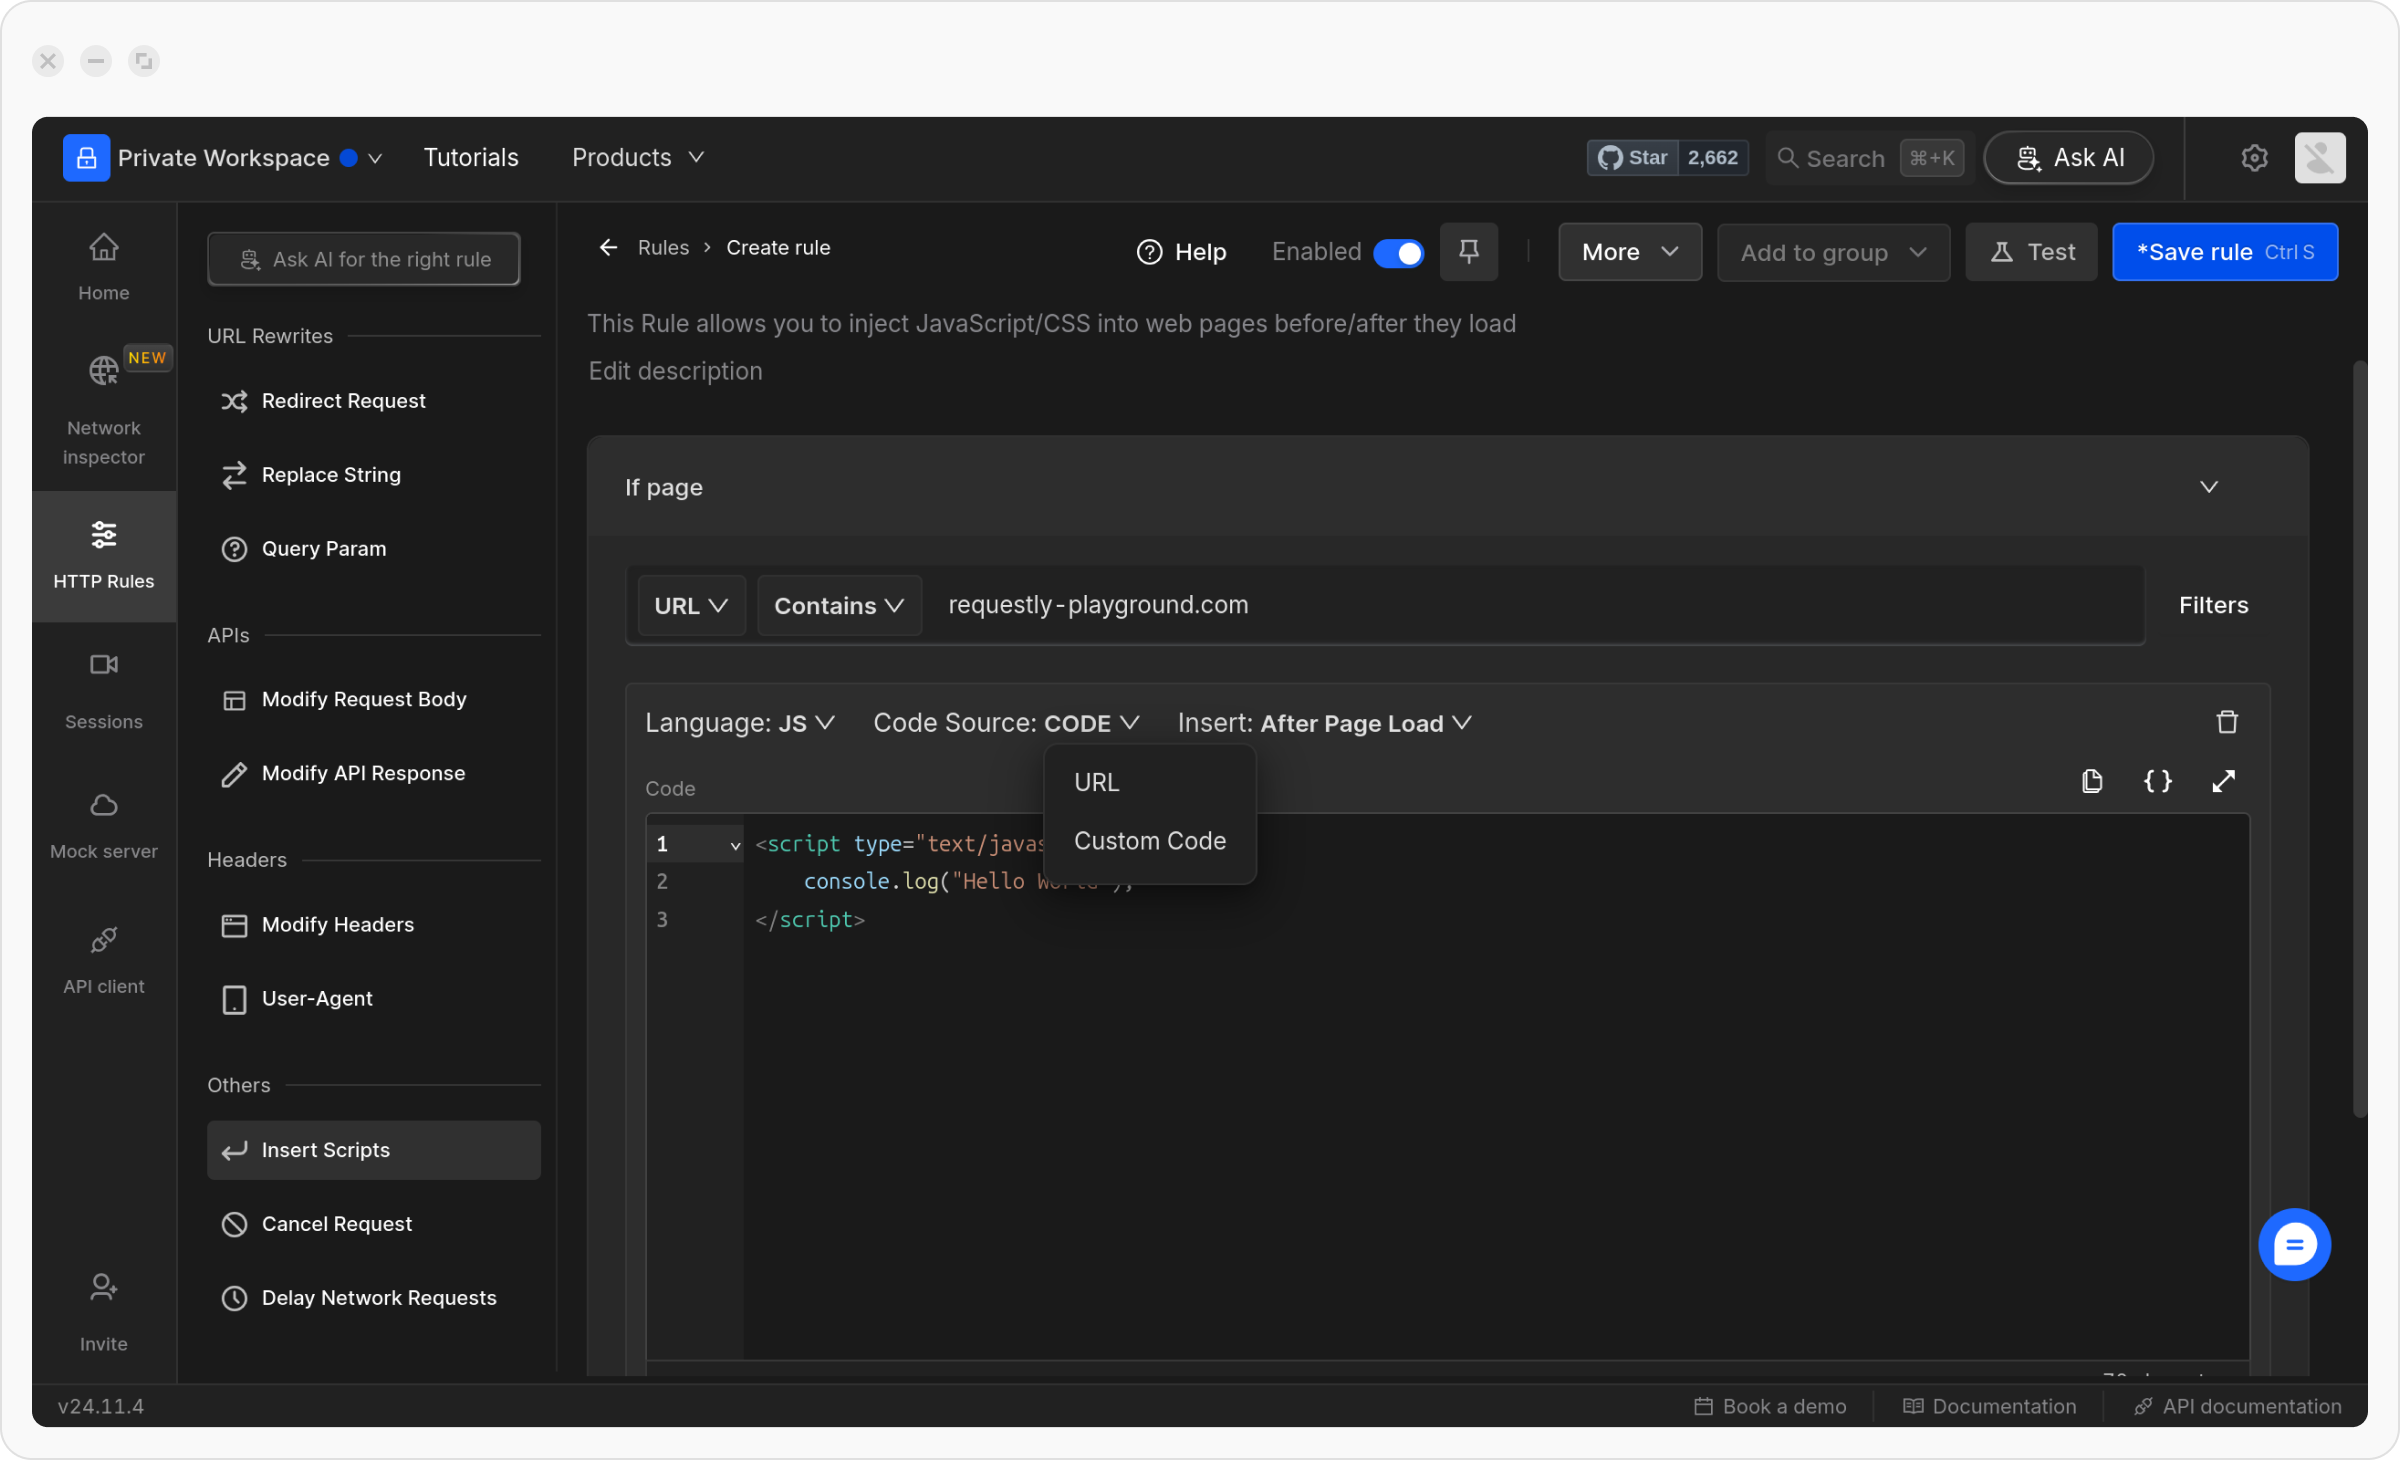 Private Workspace
Tutorials
Products
Star 2,662
Search ⌘+K
Ask AI
Home
NEW
Network
inspector
HTTP Rules
Sessions
Mock server
API client
Invite
Ask AI for the right rule
URL Rewrites
Redirect Request
Replace String
Query Param
APIs
Modify Request Body
Modify API Response
Headers
Modify Headers
User-Agent
Others
Insert Scripts
Cancel Request
Delay Network Requests
Rules > Create rule
Help
Enabled
More
Add to group
Test
*Save rule Ctrl S
This Rule allows you to inject JavaScript/CSS into web pages before/after they load
Edit description
If page
URL
Contains
requestly-playground.com
Filters
Language: JS
Code Source: CODE
Insert: After Page Load
URL
Custom Code
Code
{ }
1 <script type="text/javas
2 console.log("Hello
3 </script>
v24.11.4
Book a demo
Documentation
API documentation